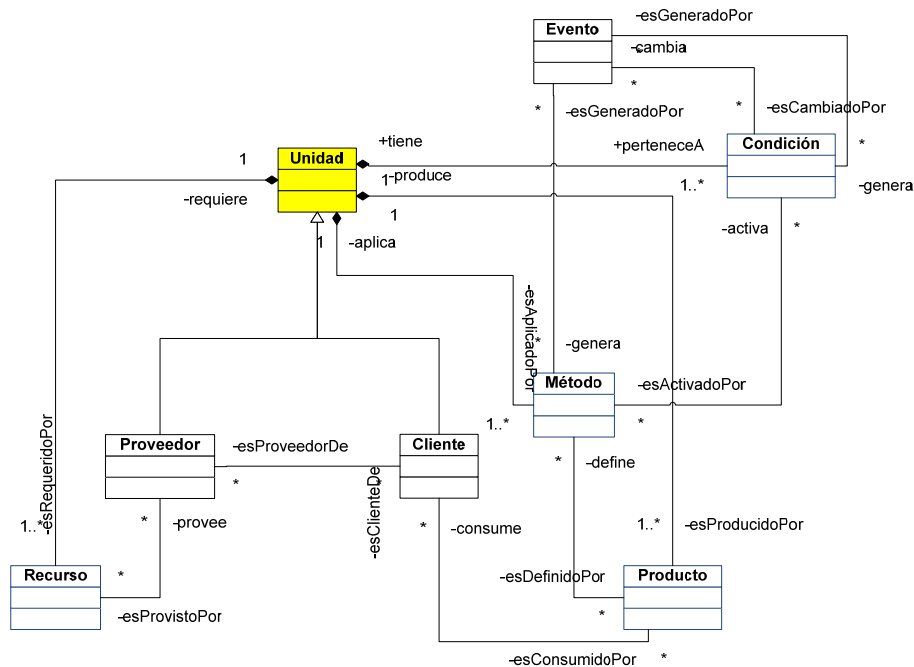 -esGeneradoPor
Evento
-cambia
*
*
-esGeneradoPor
*
-esCambiadoPor
+tiene
+perteneceA
Condición
*
1
Unidad
1
-produce
1..*
-genera
-requiere
1
-activa
*
1
-aplica
-esAplicadoPor
*
-genera
Método
-esActivadoPor
1..*
*
Proveedor
-esProveedorDe
Cliente
*
-define
*
-esClienteDe
*
-esRequeridoPor
1..*
*
-provee
*
-consume
1..*
-esProducidoPor
Recurso
*
-esDefinidoPor
Producto
-esProvistoPor
*
-esConsumidoPor
*